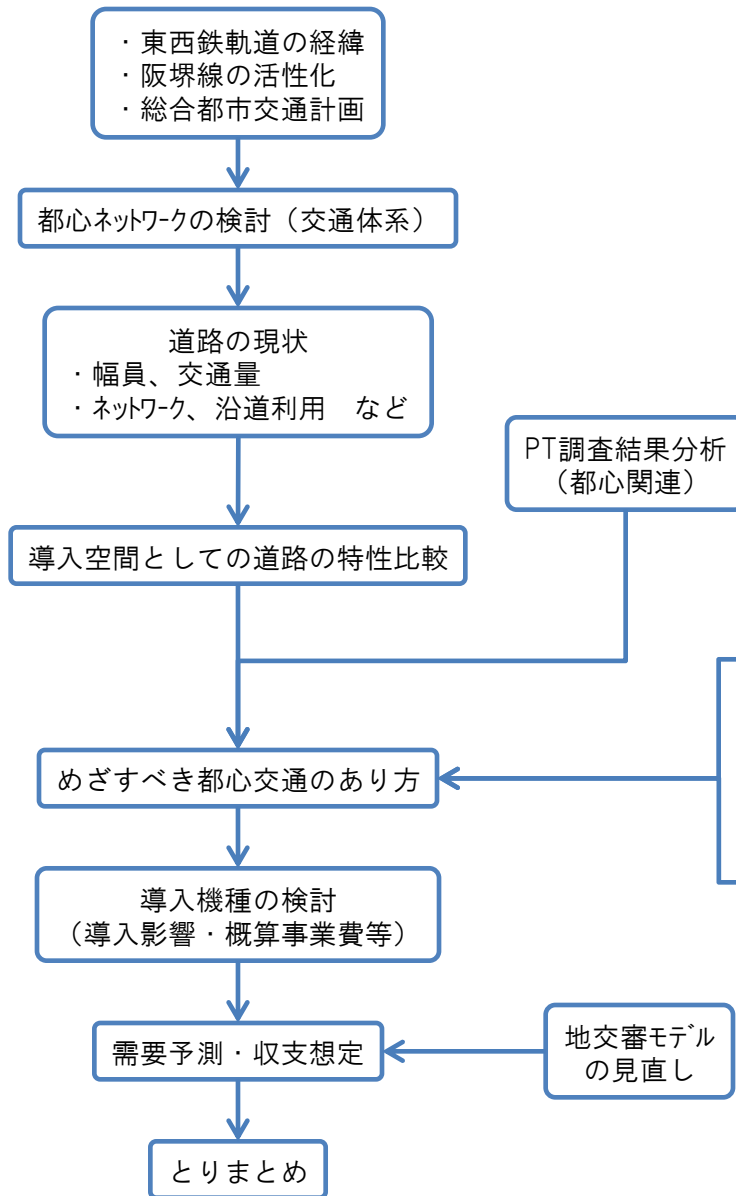 ・東西鉄軌道の経緯
・阪堺線の活性化
・総合都市交通計画
都心ﾈｯﾄﾜｰｸの検討（交通体系）
道路の現状
・幅員、交通量
・ﾈｯﾄﾜｰｸ、沿道利用　など
PT調査結果分析
（都心関連）
導入空間としての道路の特性比較
めざすべき都心交通のあり方
導入機種の検討
（導入影響・概算事業費等）
需要予測・収支想定
地交審ﾓﾃﾞﾙ
の見直し
とりまとめ